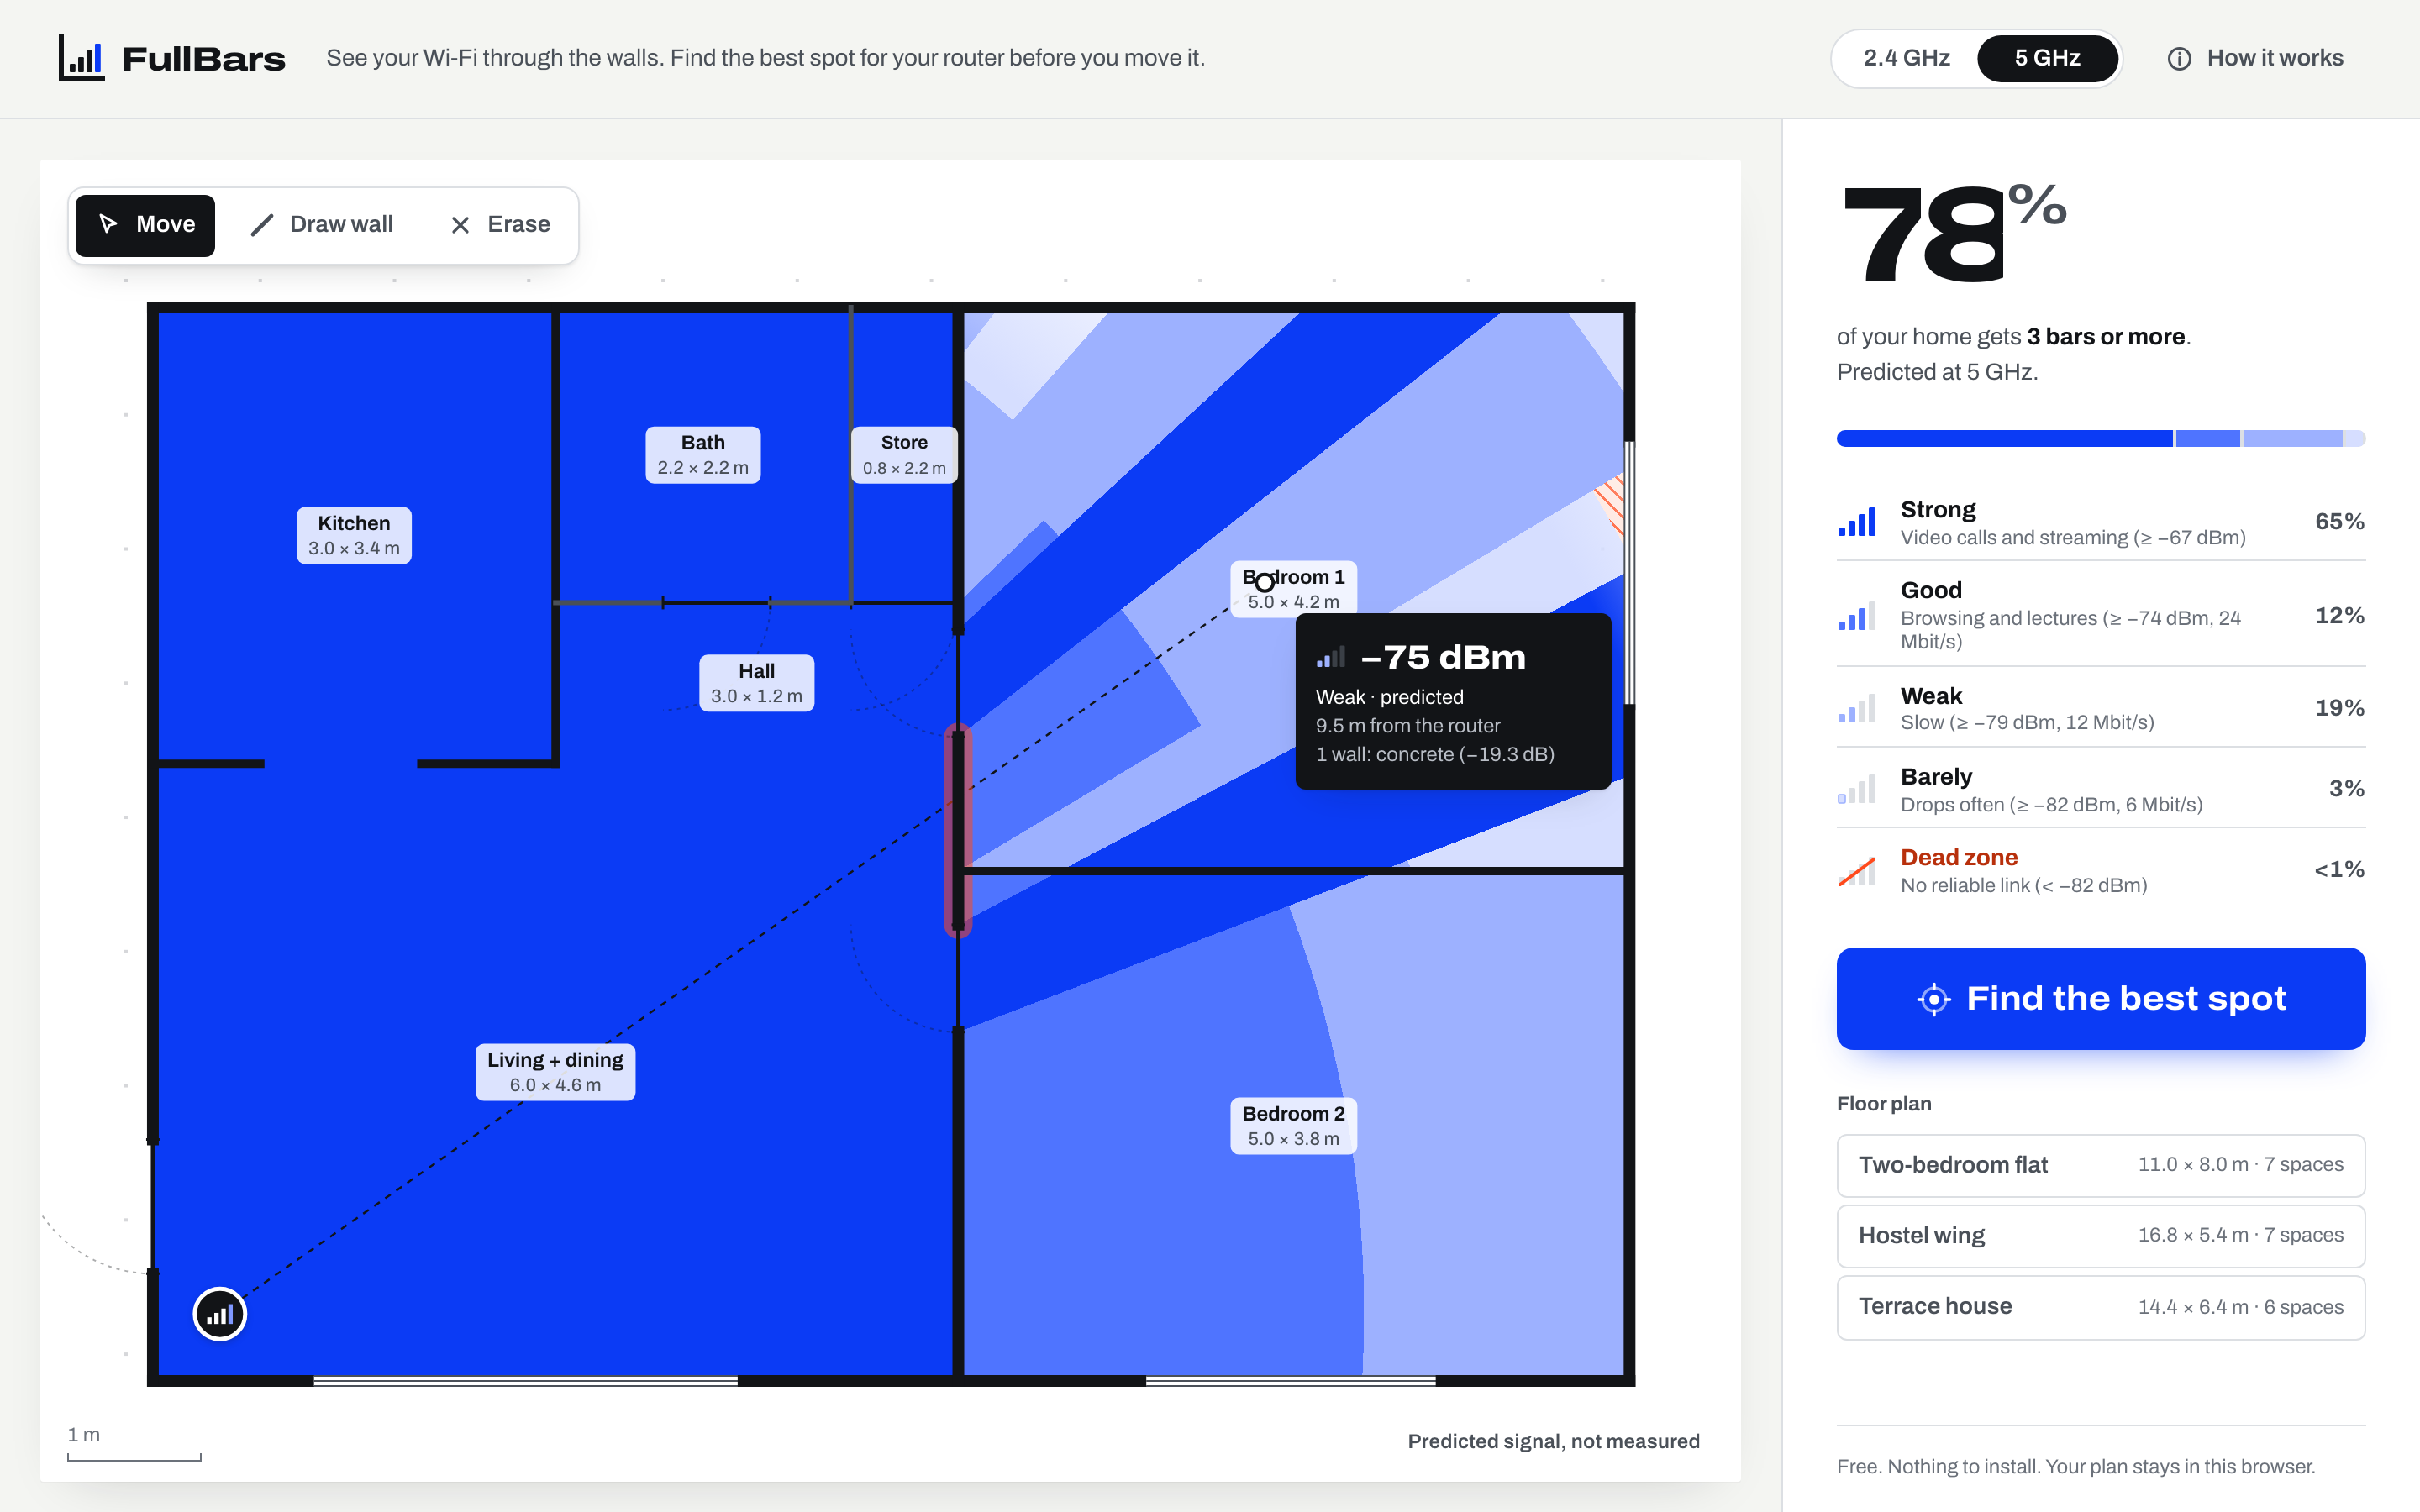 FullBars
See your Wi-Fi through the walls. Find the best spot for your router before you move it.
2.4 GHz
5 GHz
How it works
Move
Draw wall
Erase
Kitchen
3.0 × 3.4 m
Bath
2.2 × 2.2 m
Store
0.8 × 2.2 m
Hall
3.0 × 1.2 m
Bedroom 1
5.0 × 4.2 m
−75 dBm
Weak · predicted
9.5 m from the router
1 wall: concrete (−19.3 dB)
Living + dining
6.0 × 4.6 m
Bedroom 2
5.0 × 3.8 m
1 m
Predicted signal, not measured
78%
of your home gets 3 bars or more.
Predicted at 5 GHz.
Strong
Video calls and streaming (≥ −67 dBm)
65%
Good
Browsing and lectures (≥ −74 dBm, 24
Mbit/s)
12%
Weak
Slow (≥ −79 dBm, 12 Mbit/s)
19%
Barely
Drops often (≥ −82 dBm, 6 Mbit/s)
3%
Dead zone
No reliable link (< −82 dBm)
<1%
Find the best spot
Floor plan
Two-bedroom flat
11.0 × 8.0 m · 7 spaces
Hostel wing
16.8 × 5.4 m · 7 spaces
Terrace house
14.4 × 6.4 m · 6 spaces
Free. Nothing to install. Your plan stays in this browser.